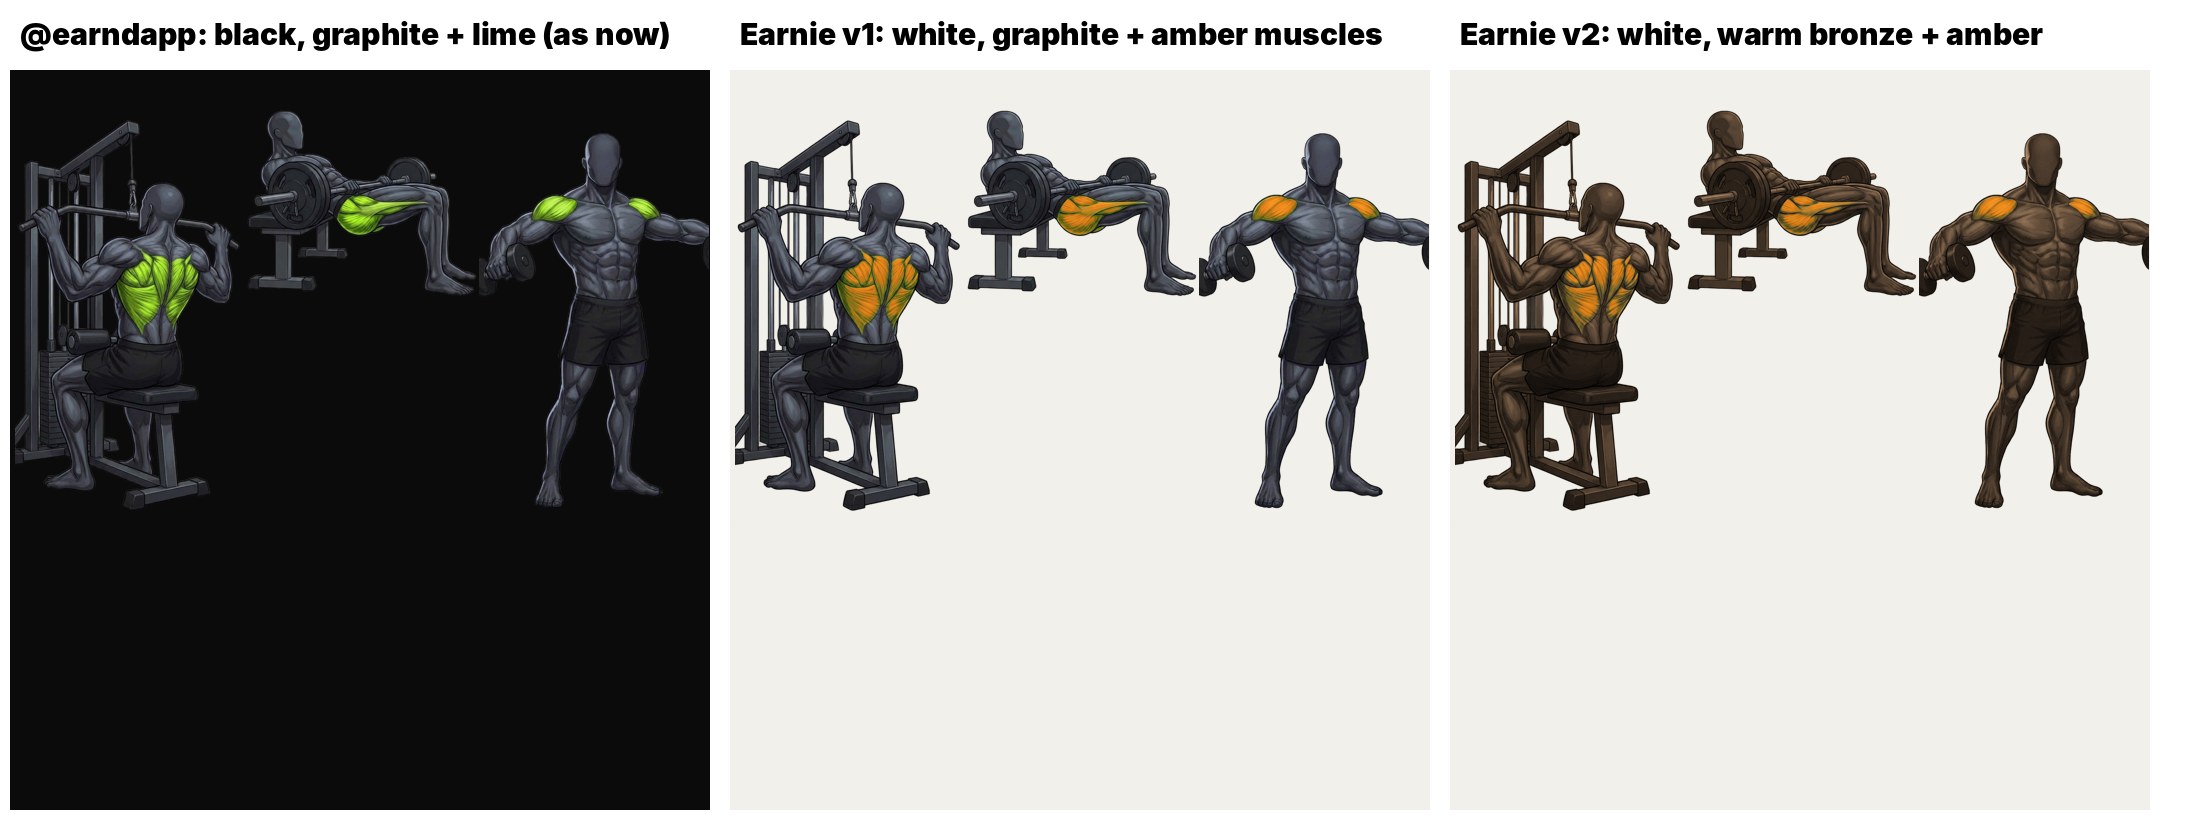 @earndapp: black, graphite + lime (as now)
Earnie v1: white, graphite + amber muscles
Earnie v2: white, warm bronze + amber